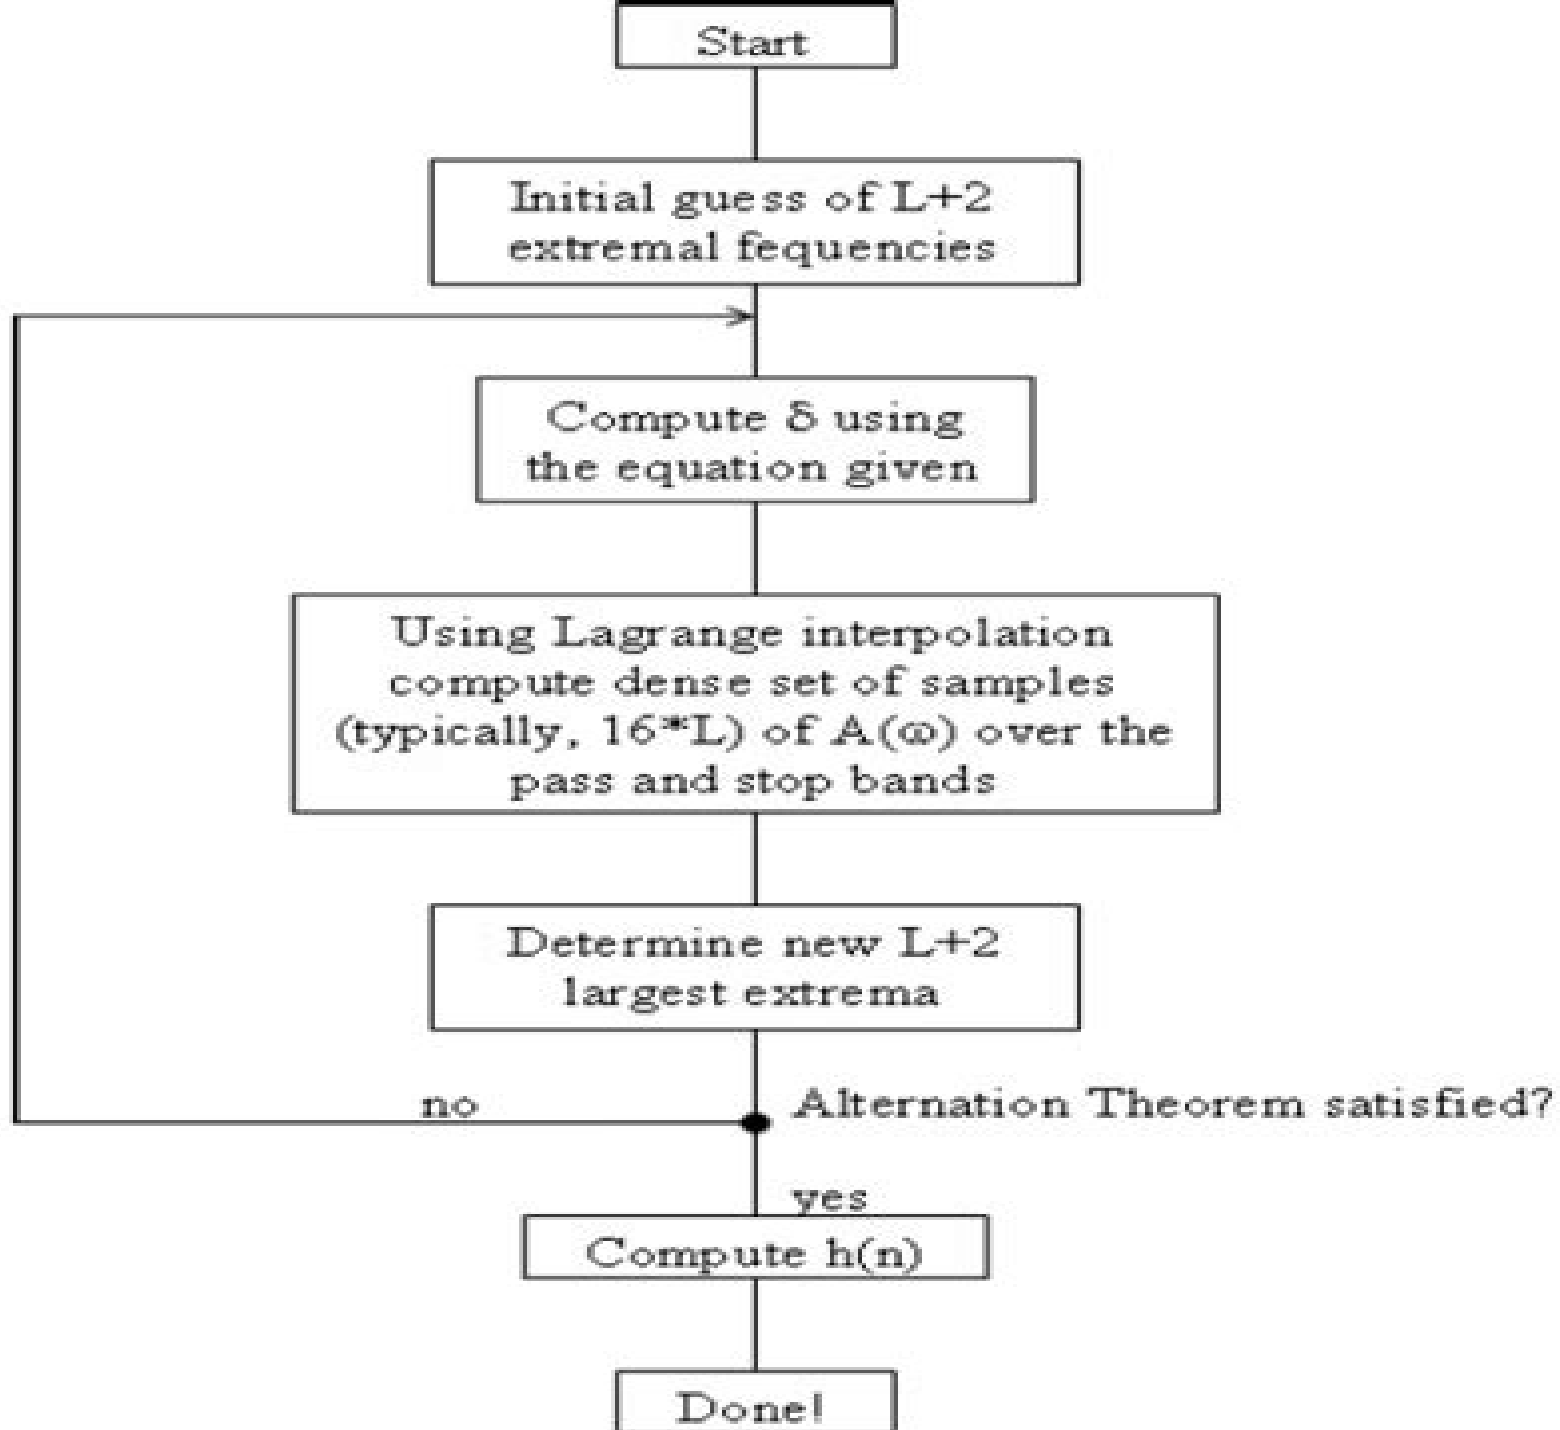 Start
Initial guess of L+2
extremal fequencies
Compute δ using
the equation given
Using Lagrange interpolation
compute dense set of samples
(typically, 16*L) of A(ω) over the
pass and stop bands
Determine new L+2
largest extrema
Alternation Theorem satisfied?
no
yes
Compute h(n)
Done!